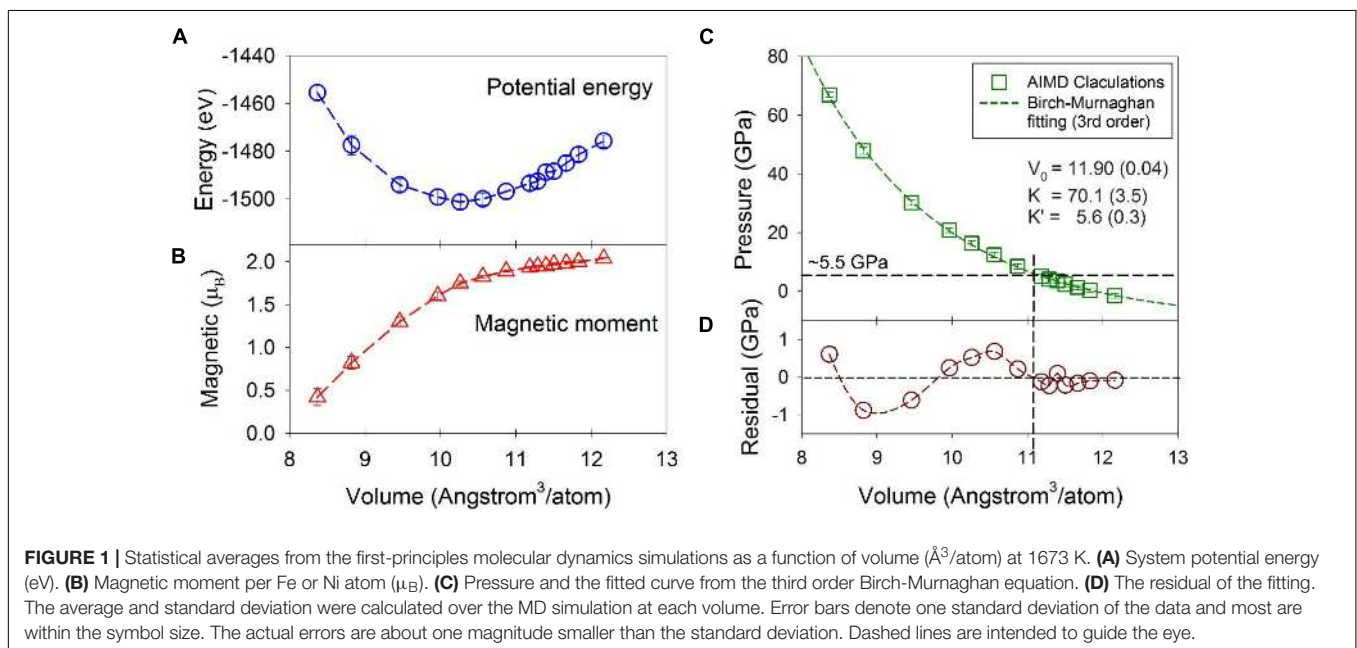 A
-1440
-1460
-1480
-1500
Energy (eV)
Potential energy
B
2.0
1.5
1.0
0.5
0.0
Magnetic (μB)
Magnetic moment
8 9 10 11 12 13
Volume (Angstrom³/atom)
C
80
60
40
20
0
Pressure (GPa)
AIMD Claculations
Birch-Murnaghan
fitting (3rd order)
V₀ = 11.90 (0.04)
K = 70.1 (3.5)
K' = 5.6 (0.3)
~5.5 GPa
D
1
0
-1
Residual (GPa)
8 9 10 11 12 13
Volume (Angstrom³/atom)
FIGURE 1 | Statistical averages from the first-principles molecular dynamics simulations as a function of volume (Å³/atom) at 1673 K. (A) System potential energy
(eV). (B) Magnetic moment per Fe or Ni atom (μB). (C) Pressure and the fitted curve from the third order Birch-Murnaghan equation. (D) The residual of the fitting.
The average and standard deviation were calculated over the MD simulation at each volume. Error bars denote one standard deviation of the data and most are
within the symbol size. The actual errors are about one magnitude smaller than the standard deviation. Dashed lines are intended to guide the eye.